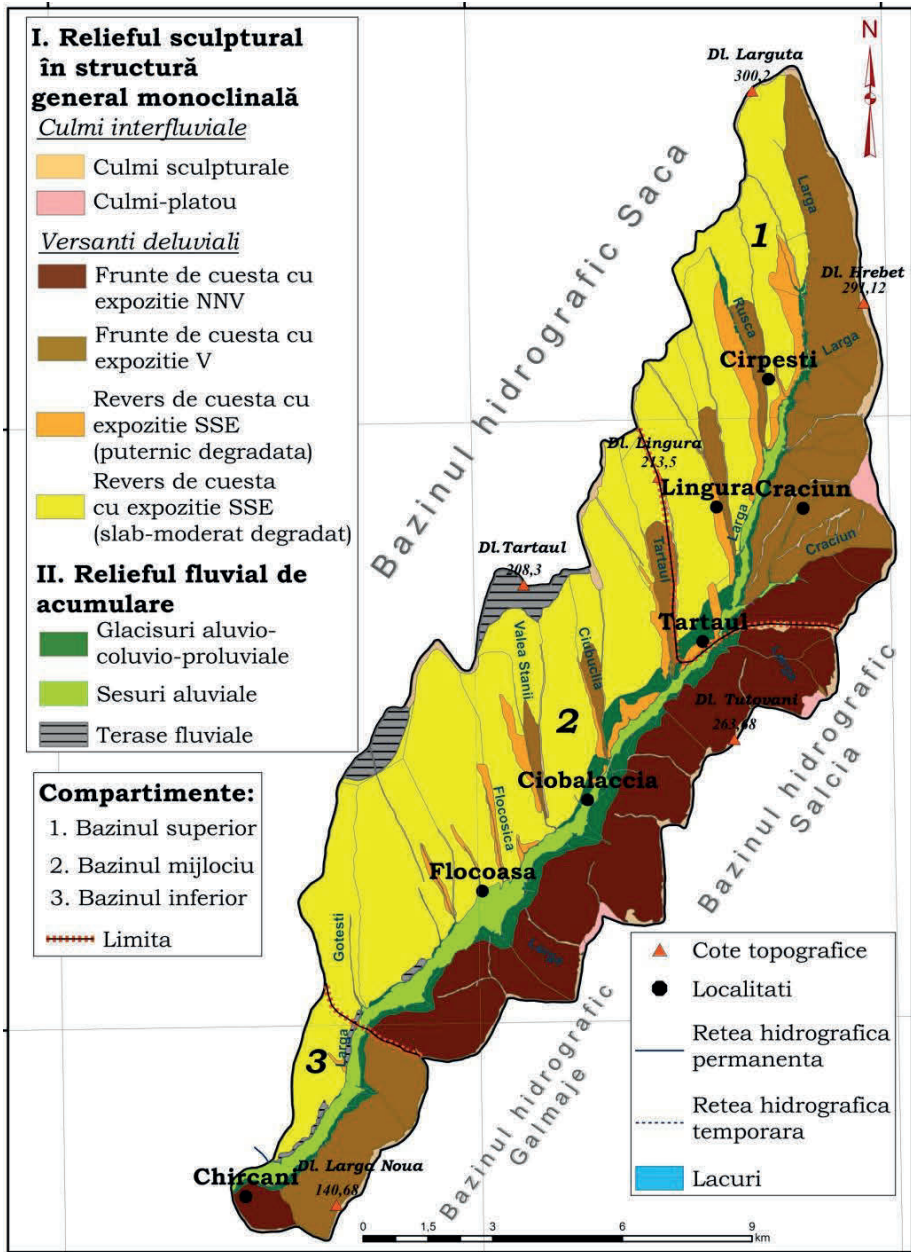 I. Relieful sculptural
în structură
general monoclinală
Culmi interfluviale
Culmi sculpturale
Culmi-platou
Versanti deluviali
Frunte de cuesta cu
expozitie NNV
Frunte de cuesta cu
expozitie V
Revers de cuesta cu
expozitie SSE
(puternic degradata)
Revers de cuesta
cu expozitie SSE
(slab-moderat degradat)
II. Relieful fluvial de
acumulare
Glacisuri aluvio-
coluvio-proluviale
Sesuri aluviale
Terase fluviale
Compartimente:
1. Bazinul superior
2. Bazinul mijlociu
3. Bazinul inferior
Limita
N
Dl. Larguta
300,2
Bazinul hidrografic Saca
Larga
1
Dl. Hrebet
291,12
Rusca
Larga
Cirpesti
Dl. Lingura
213,5
Lingura
Craciun
Larga
Craciun
Dl. Tartaul
208,3
Tartaul
Valea Stanii
Ciobuclia
Tartaul
Larga
Dl. Tutovani
263,68
2
Ciobalaccia
Flocosica
Bazinul hidrografic
Salcia
Flocoasa
Gotesti
Larga
3
Larga
Bazinul hidrografic
Galmaje
Chircani
Dl. Larga Noua
140,68
Cote topografice
Localitati
Retea hidrografica
permanenta
Retea hidrografica
temporara
Lacuri
0 1,5 3 6 9
km